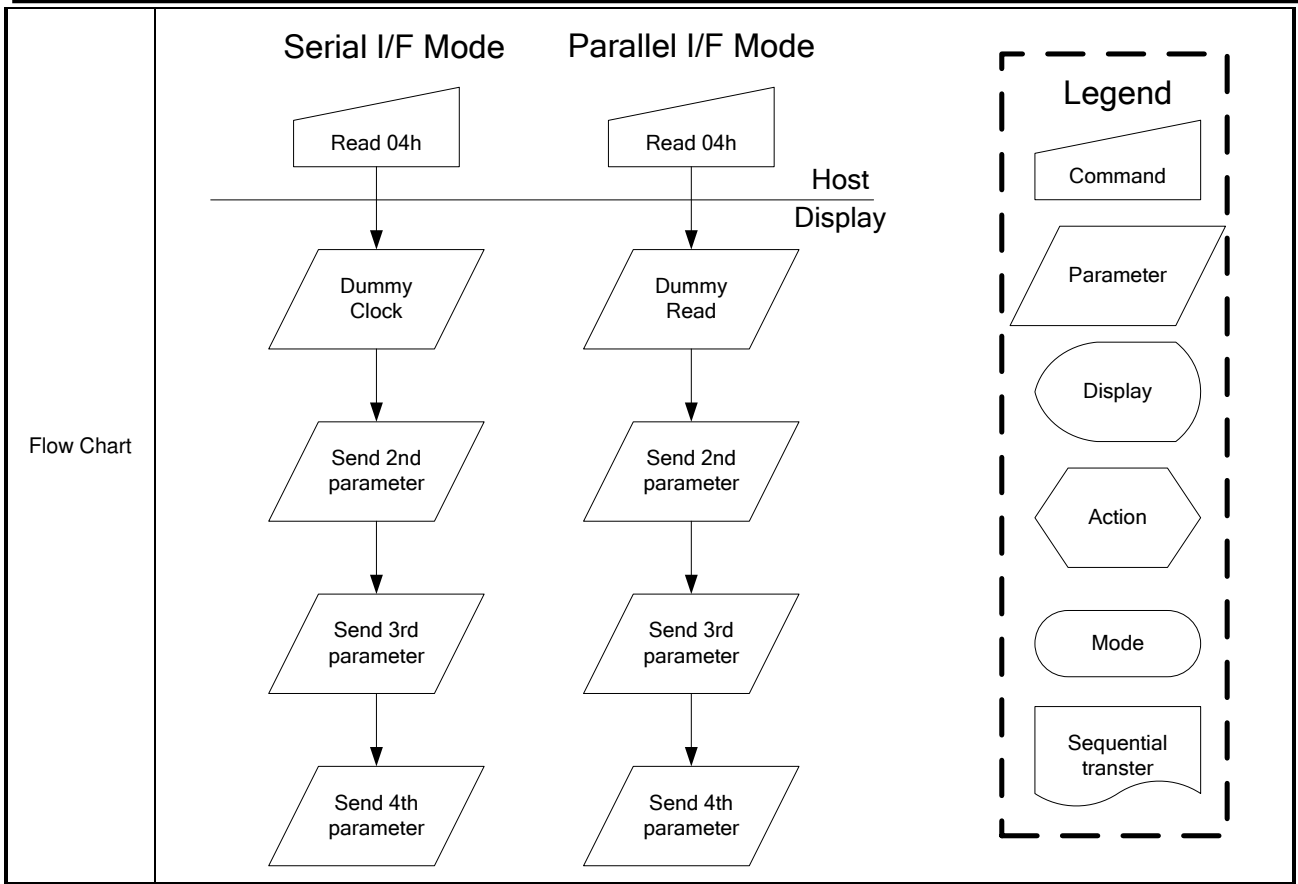 Flow Chart
Serial I/F Mode
Read 04h
Dummy
Clock
Send 2nd
parameter
Send 3rd
parameter
Send 4th
parameter
Parallel I/F Mode
Read 04h
Host
Display
Dummy
Read
Send 2nd
parameter
Send 3rd
parameter
Send 4th
parameter
Legend
Command
Parameter
Display
Action
Mode
Sequential
transter